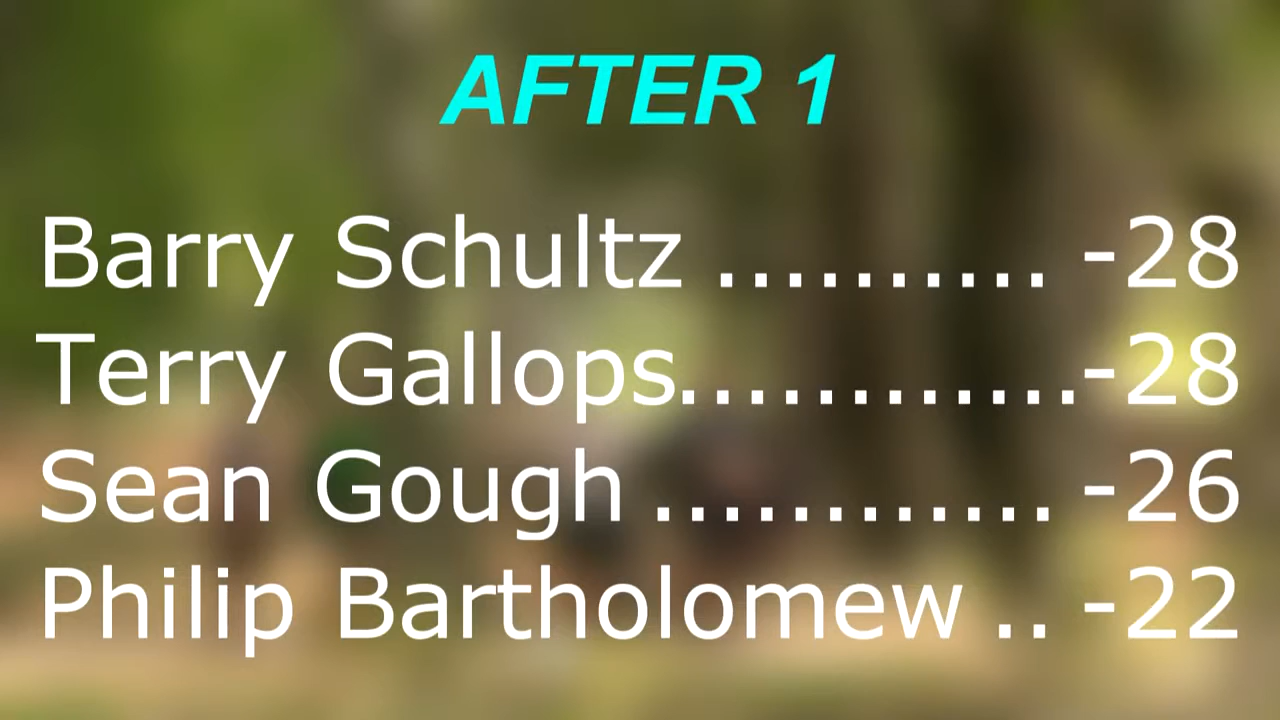 AFTER 1
Barry Schultz .......... -28
Terry Gallops............-28
Sean Gough ............ -26
Philip Bartholomew .. -22